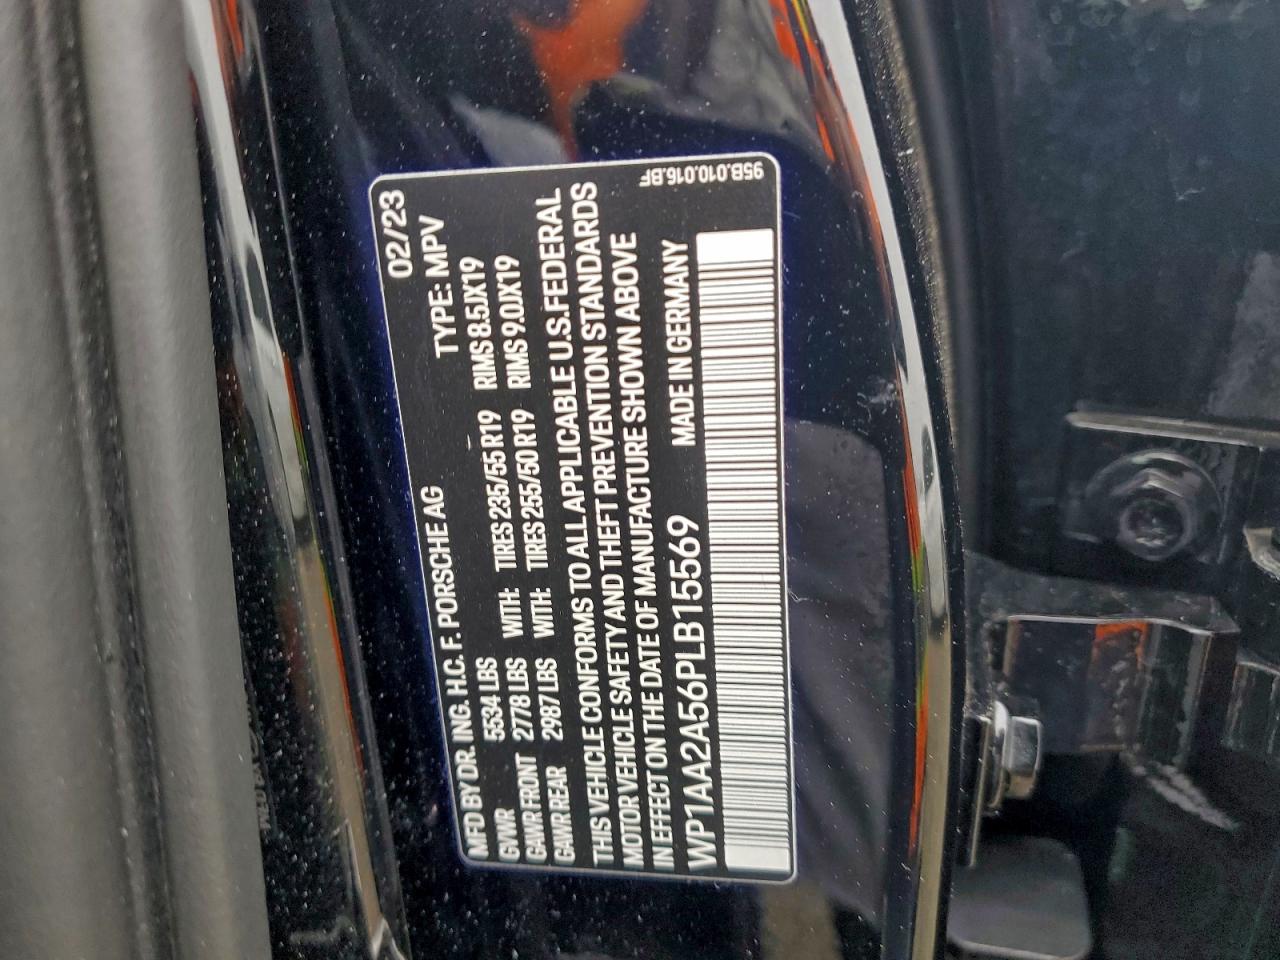 MFD BY DR. ING. H.C. F. PORSCHE AG 02/23
TYPE: MPV
GVWR 5534 LBS
GAWR FRONT 2778 LBS WITH: TIRES 235/55 R19 RIMS 8.5JX19
GAWR REAR 2987 LBS WITH: TIRES 255/50 R19 RIMS 9.0JX19
THIS VEHICLE CONFORMS TO ALL APPLICABLE U.S.FEDERAL
MOTOR VEHICLE SAFETY AND THEFT PREVENTION STANDARDS
IN EFFECT ON THE DATE OF MANUFACTURE SHOWN ABOVE
WP1AA2A56PLB15569 MADE IN GERMANY
95B.010.016.BF